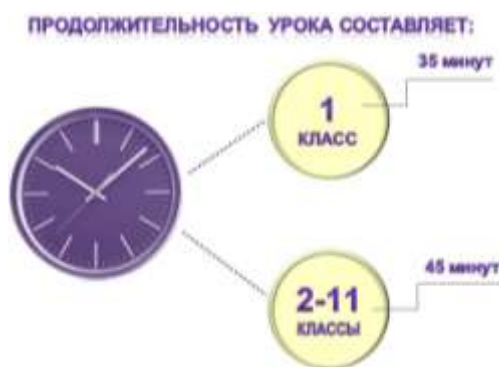 ПРОДОЛЖИТЕЛЬНОСТЬ УРОКА СОСТАВЛЯЕТ:
35 минут
1
КЛАСС
45 минут
2-11
КЛАССЫ